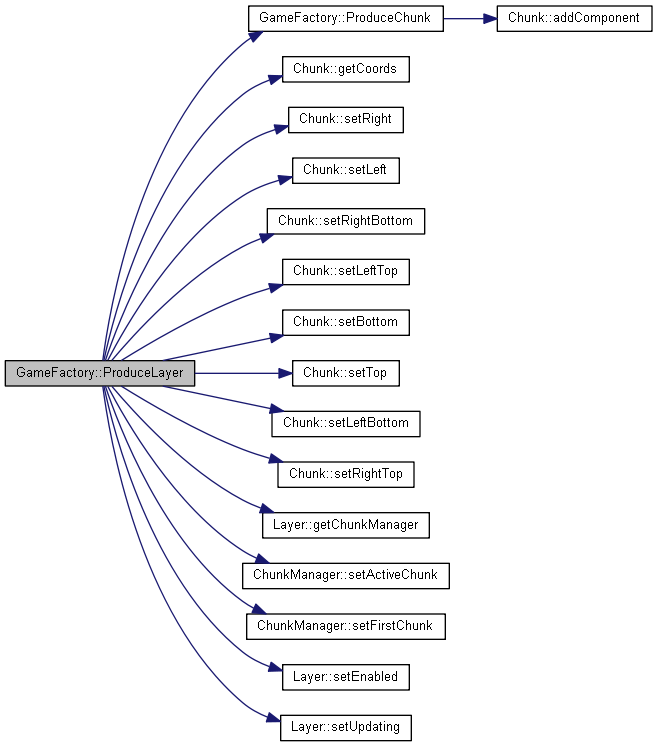 GameFactory::ProduceChunk
Chunk::addComponent
Chunk::getCoords
Chunk::setRight
Chunk::setLeft
Chunk::setRightBottom
Chunk::setLeftTop
Chunk::setBottom
GameFactory::ProduceLayer
Chunk::setTop
Chunk::setLeftBottom
Chunk::setRightTop
Layer::getChunkManager
ChunkManager::setActiveChunk
ChunkManager::setFirstChunk
Layer::setEnabled
Layer::setUpdating